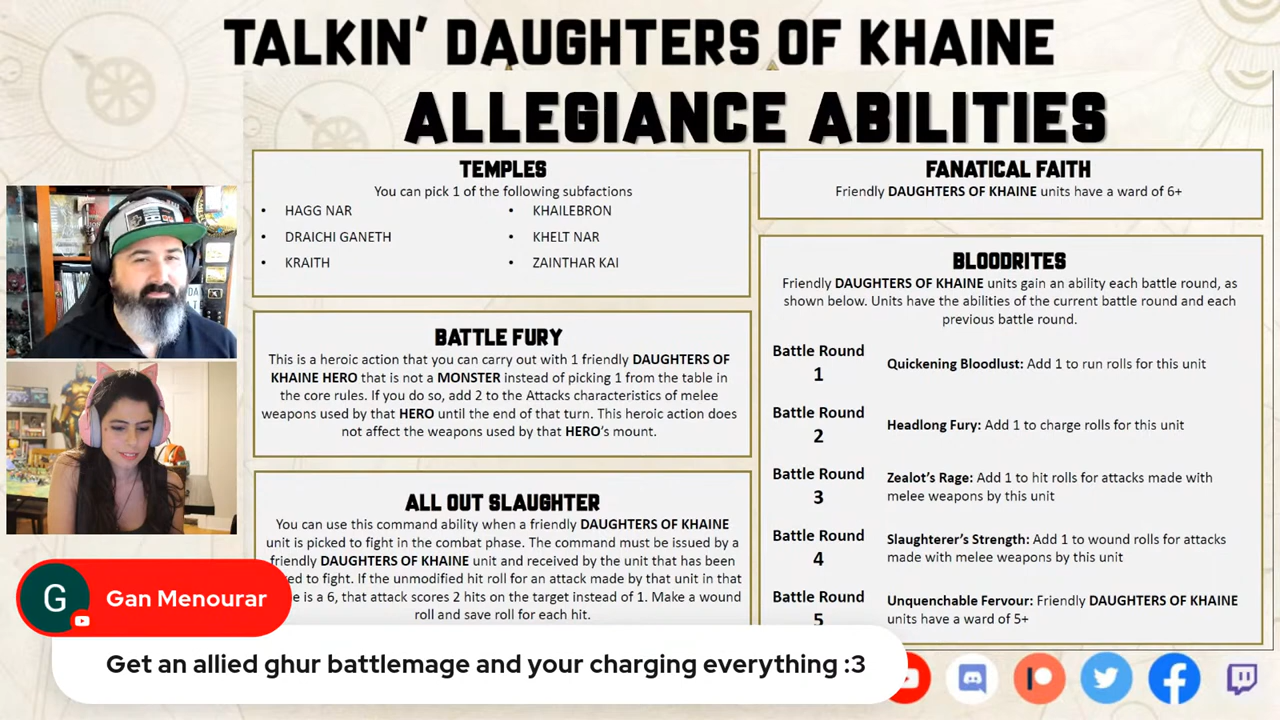 TALKIN' DAUGHTERS OF KHAINE
ALLEGIANCE ABILITIES
TEMPLES
You can pick 1 of the following subfactions
• HAGG NAR
• DRAICHI GANETH
• KRAITH
• KHAILEBRON
• KHELT NAR
• ZAINTHAR KAI
BATTLE FURY
This is a heroic action that you can carry out with 1 friendly DAUGHTERS OF
KHAINE HERO that is not a MONSTER instead of picking 1 from the table in
the core rules. If you do so, add 2 to the Attacks characteristics of melee
weapons used by that HERO until the end of that turn. This heroic action does
not affect the weapons used by that HERO's mount.
ALL OUT SLAUGHTER
You can use this command ability when a friendly DAUGHTERS OF KHAINE
unit is picked to fight in the combat phase. The command must be issued by a
friendly DAUGHTERS OF KHAINE unit and received by the unit that has been
ed to fight. If the unmodified hit roll for an attack made by that unit in that
e is a 6, that attack scores 2 hits on the target instead of 1. Make a wound
roll and save roll for each hit.
FANATICAL FAITH
Friendly DAUGHTERS OF KHAINE units have a ward of 6+
BLOODRITES
Friendly DAUGHTERS OF KHAINE units gain an ability each battle round, as
shown below. Units have the abilities of the current battle round and each
previous battle round.
Battle Round
1
Quickening Bloodlust: Add 1 to run rolls for this unit
Battle Round
2
Headlong Fury: Add 1 to charge rolls for this unit
Battle Round
3
Zealot's Rage: Add 1 to hit rolls for attacks made with
melee weapons by this unit
Battle Round
4
Slaughterer's Strength: Add 1 to wound rolls for attacks
made with melee weapons by this unit
Battle Round
5
Unquenchable Fervour: Friendly DAUGHTERS OF KHAINE
units have a ward of 5+
G
Gan Menourar
Get an allied ghur battlemage and your charging everything :3